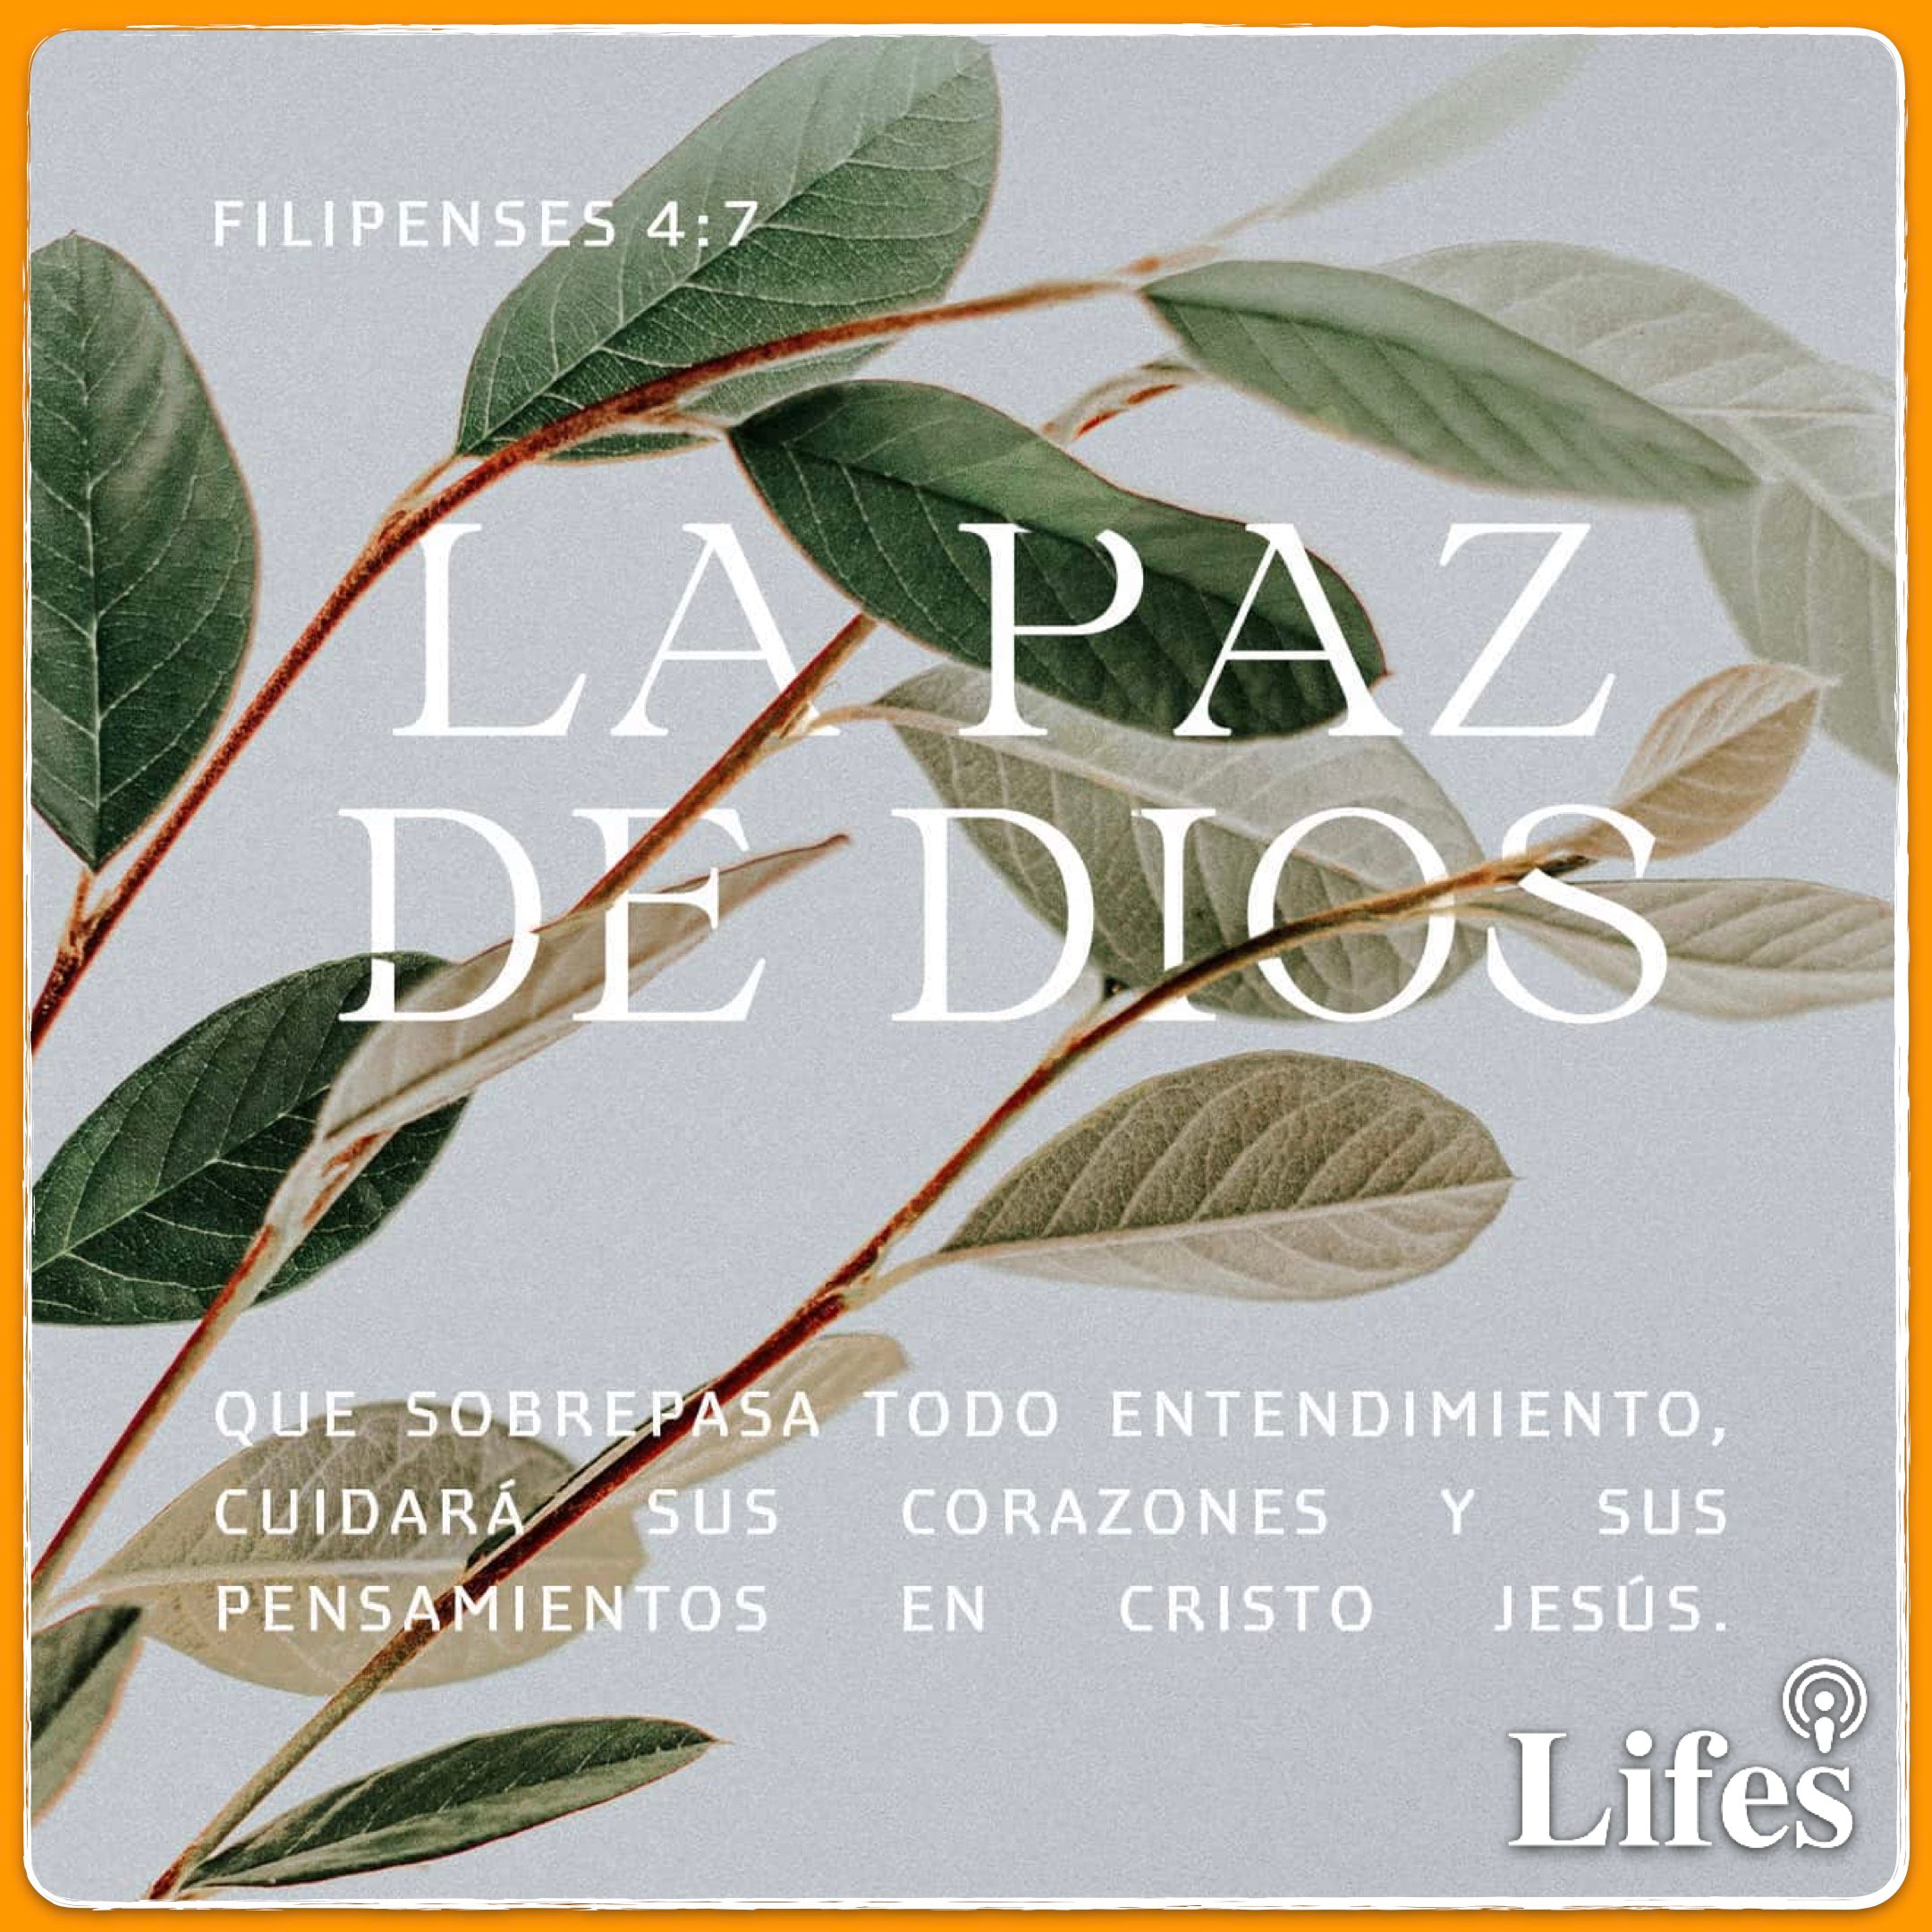 FILIPENSES 4:7
LA PAZ
DE DIOS
QUE SOBREPASA TODO ENTENDIMIENTO,
CUIDARÁ SUS CORAZONES Y SUS
PENSAMIENTOS EN CRISTO JESÚS.
Lifes